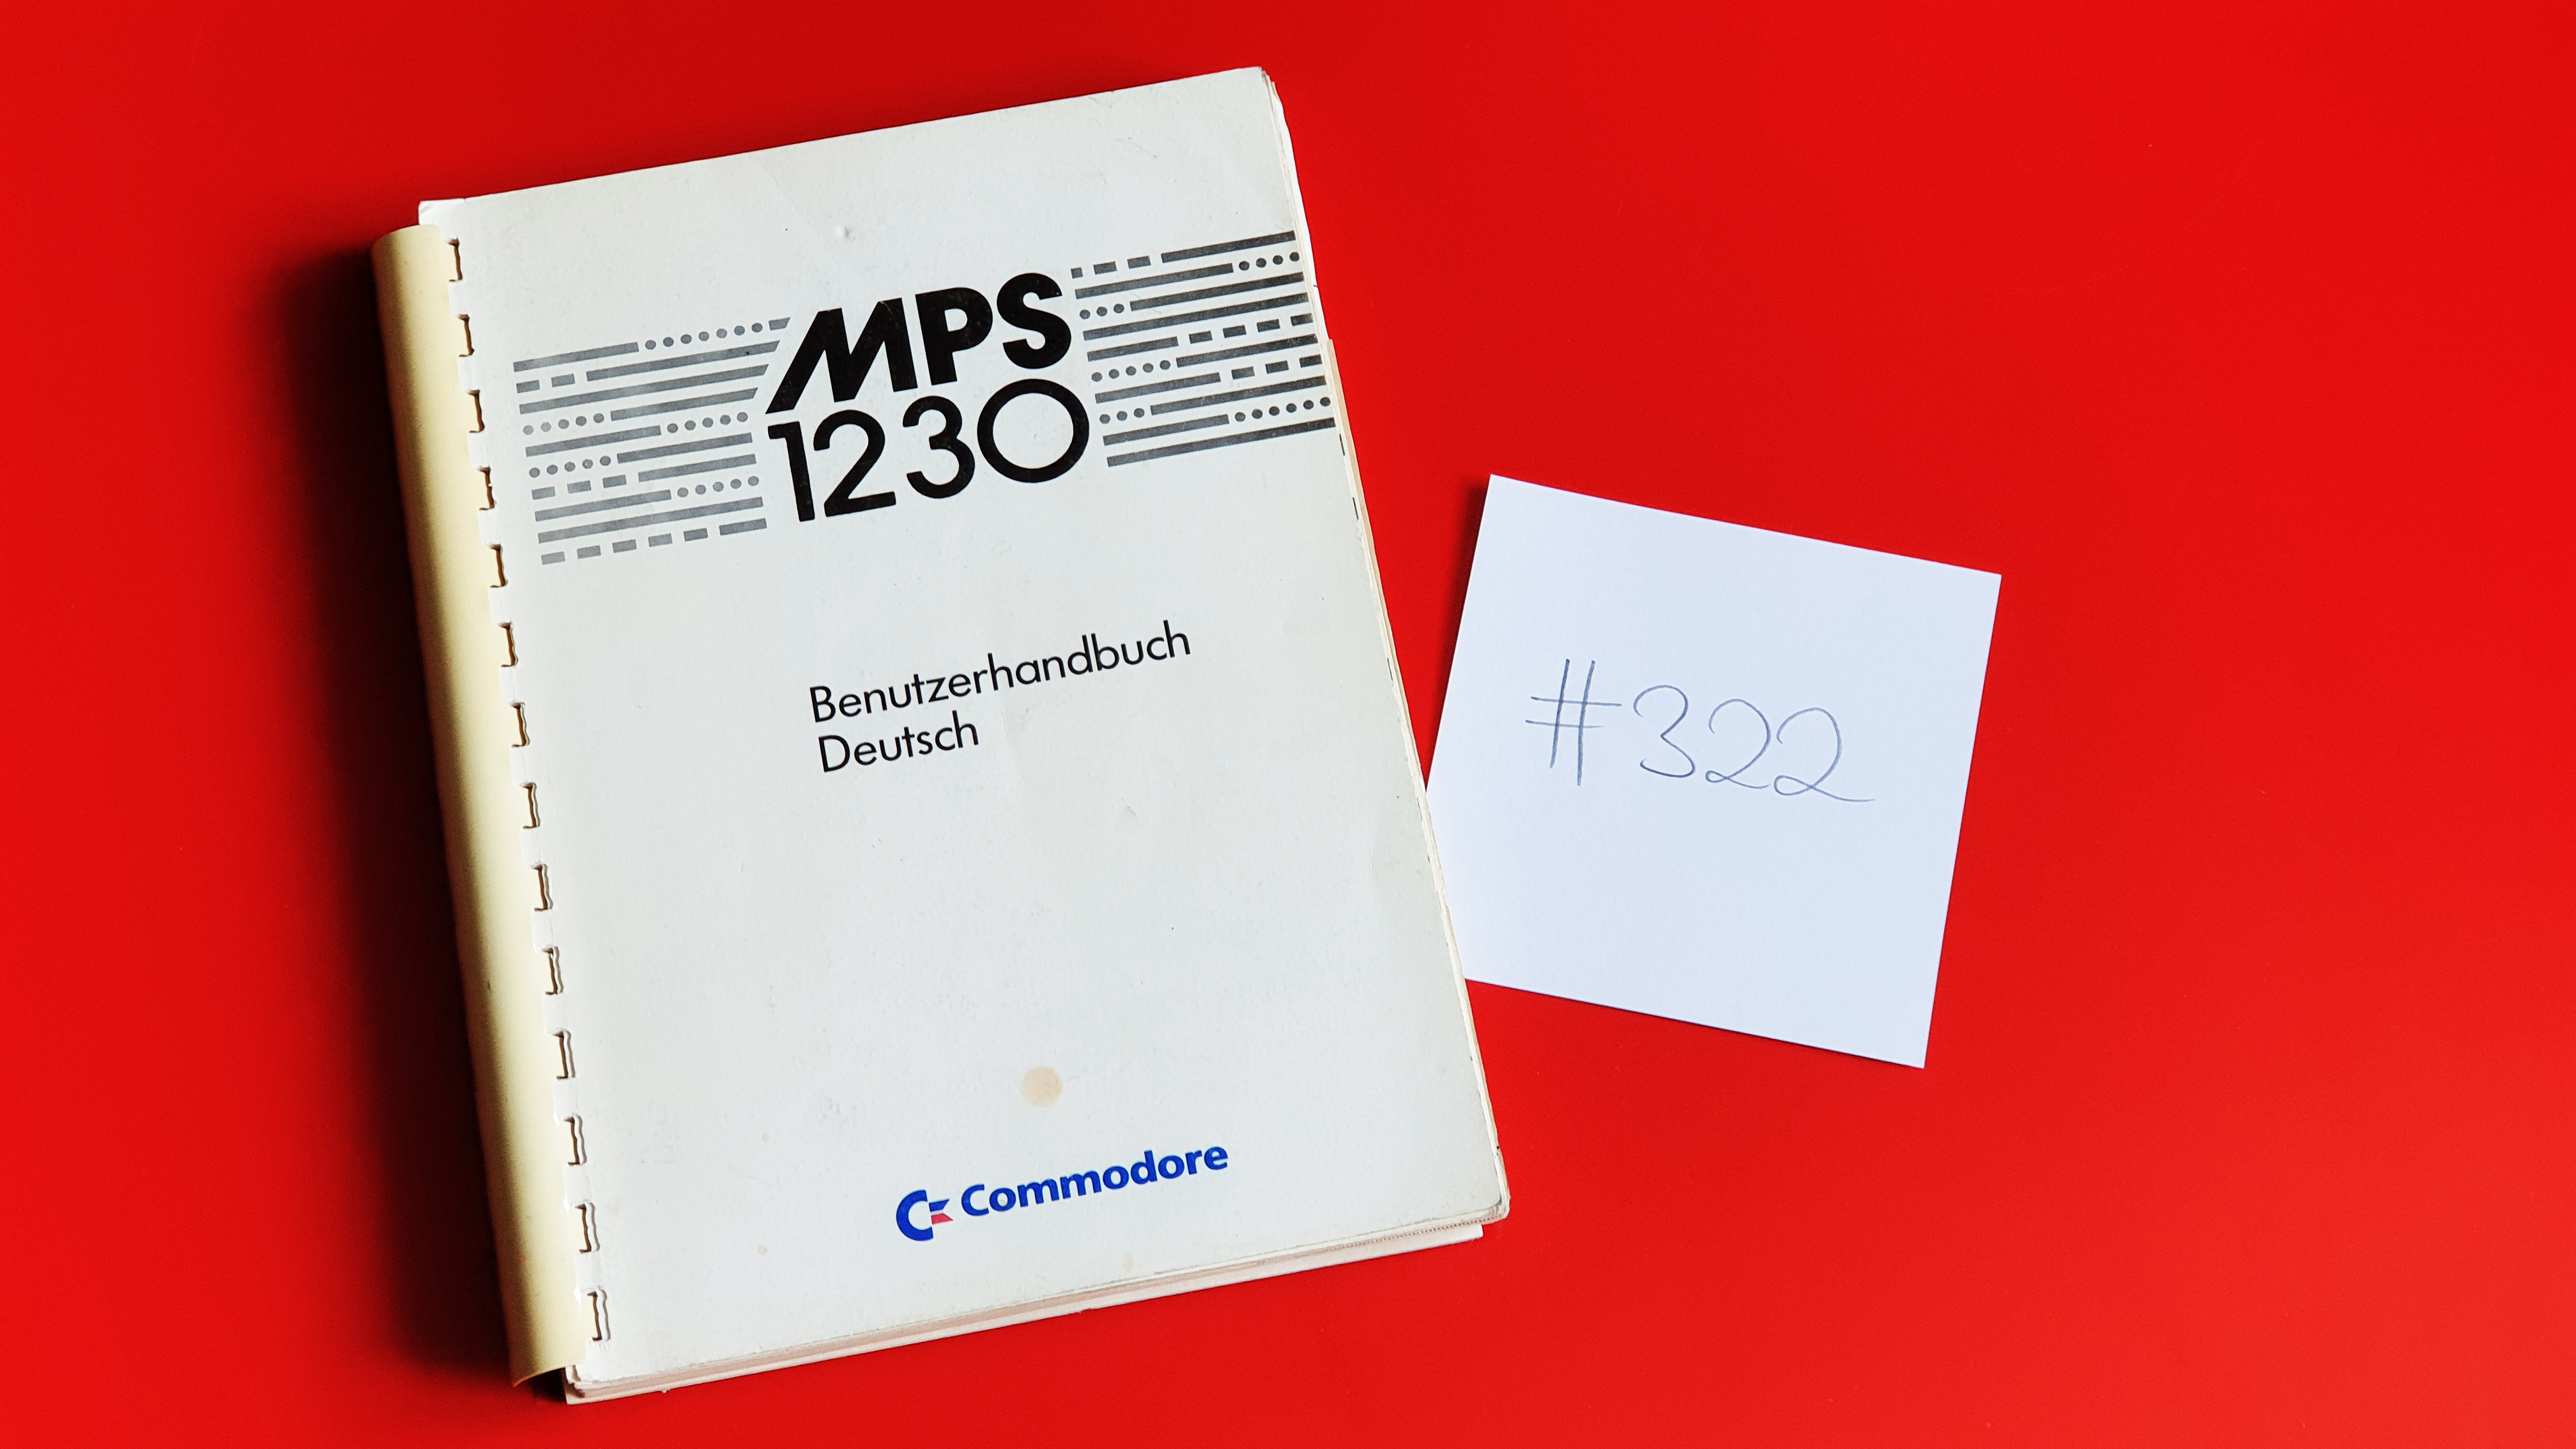 MPS
1230
Benutzerhandbuch
Deutsch
Commodore
#322